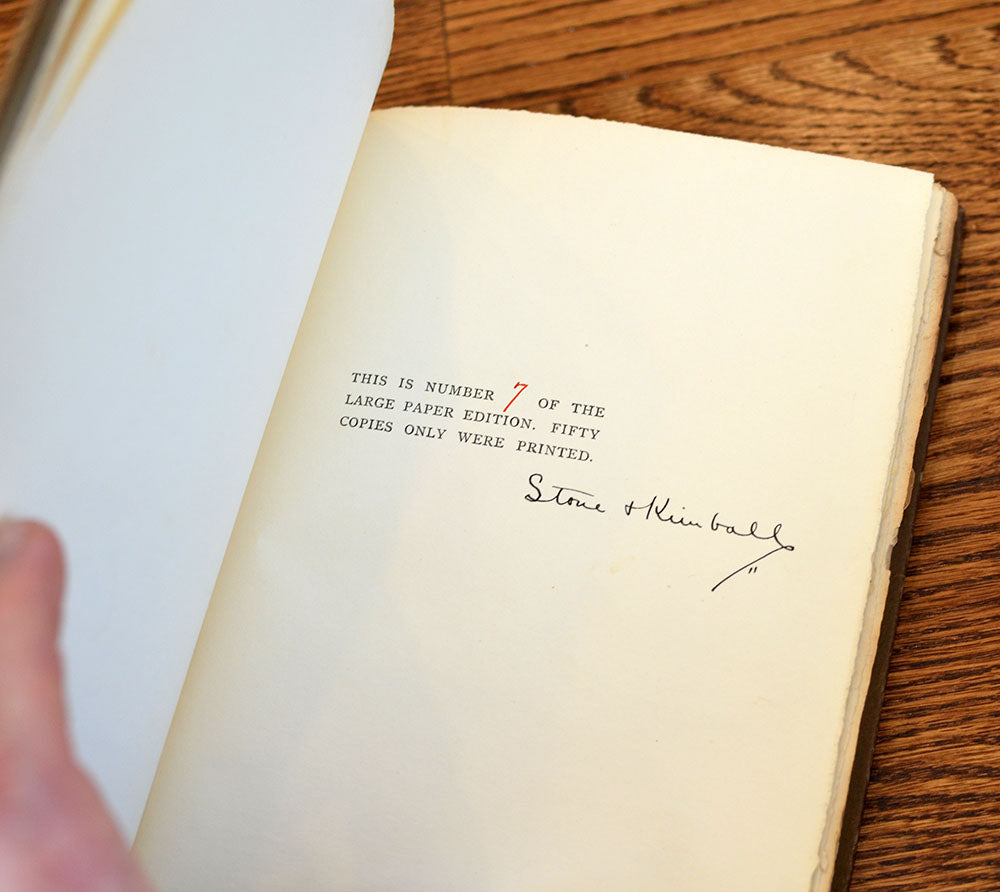 THIS IS NUMBER 7 OF THE
LARGE PAPER EDITION. FIFTY
COPIES ONLY WERE PRINTED.
Stone & Kimball